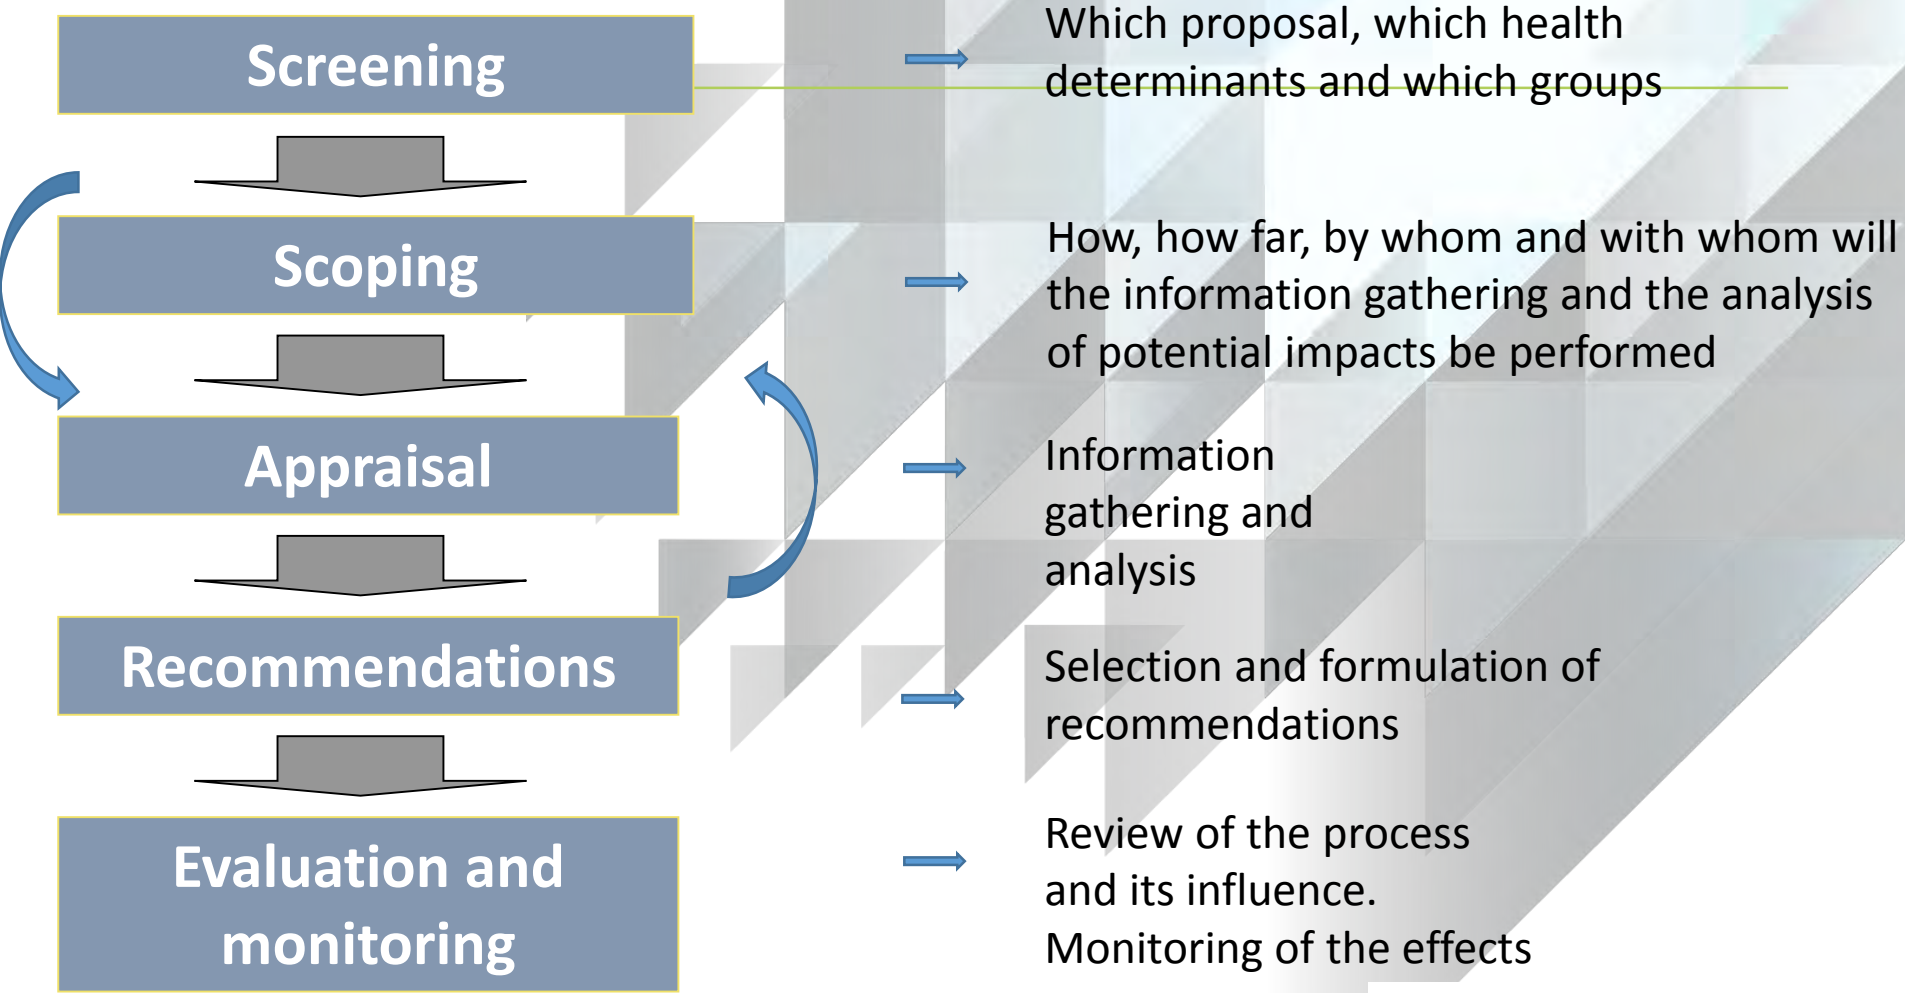 Screening
Which proposal, which health
determinants and which groups
Scoping
How, how far, by whom and with whom will
the information gathering and the analysis
of potential impacts be performed
Appraisal
Information
gathering and
analysis
Recommendations
Selection and formulation of
recommendations
Evaluation and
monitoring
Review of the process
and its influence.
Monitoring of the effects